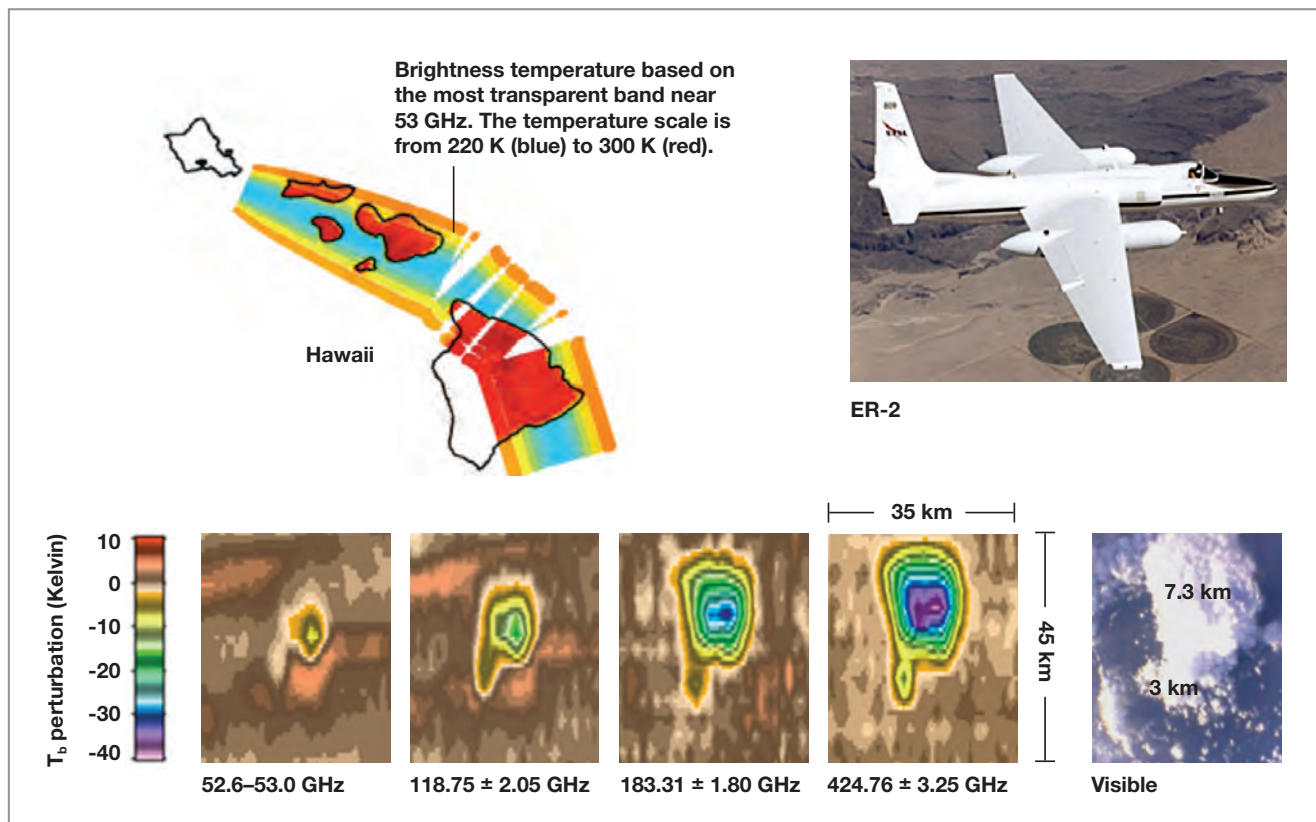 Brightness temperature based on
the most transparent band near
53 GHz. The temperature scale is
from 220 K (blue) to 300 K (red).
Hawaii
NASA
ER-2
35 km
T_b perturbation (Kelvin)
10
0
-10
-20
-30
-40
45 km
7.3 km
3 km
52.6–53.0 GHz
118.75 ± 2.05 GHz
183.31 ± 1.80 GHz
424.76 ± 3.25 GHz
Visible